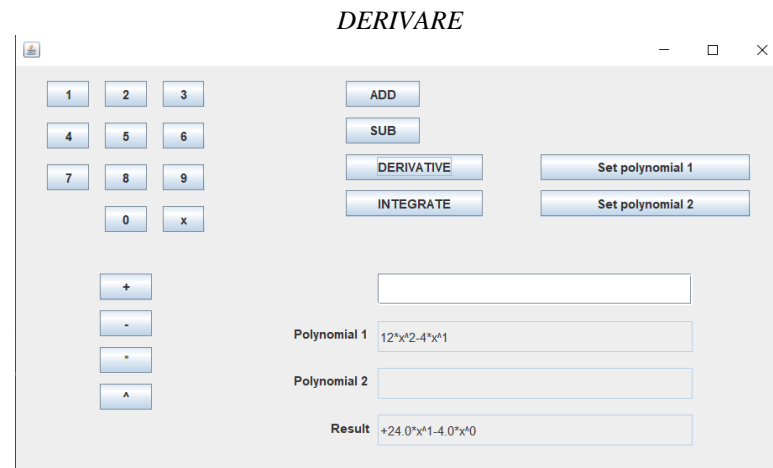 DERIVARE
1 2 3 ADD
4 5 6 SUB
7 8 9 DERIVATIVE Set polynomial 1
0 x INTEGRATE Set polynomial 2
+
-
Polynomial 1 12*x^2-4*x^1
*
Polynomial 2
^
Result +24.0*x^1-4.0*x^0